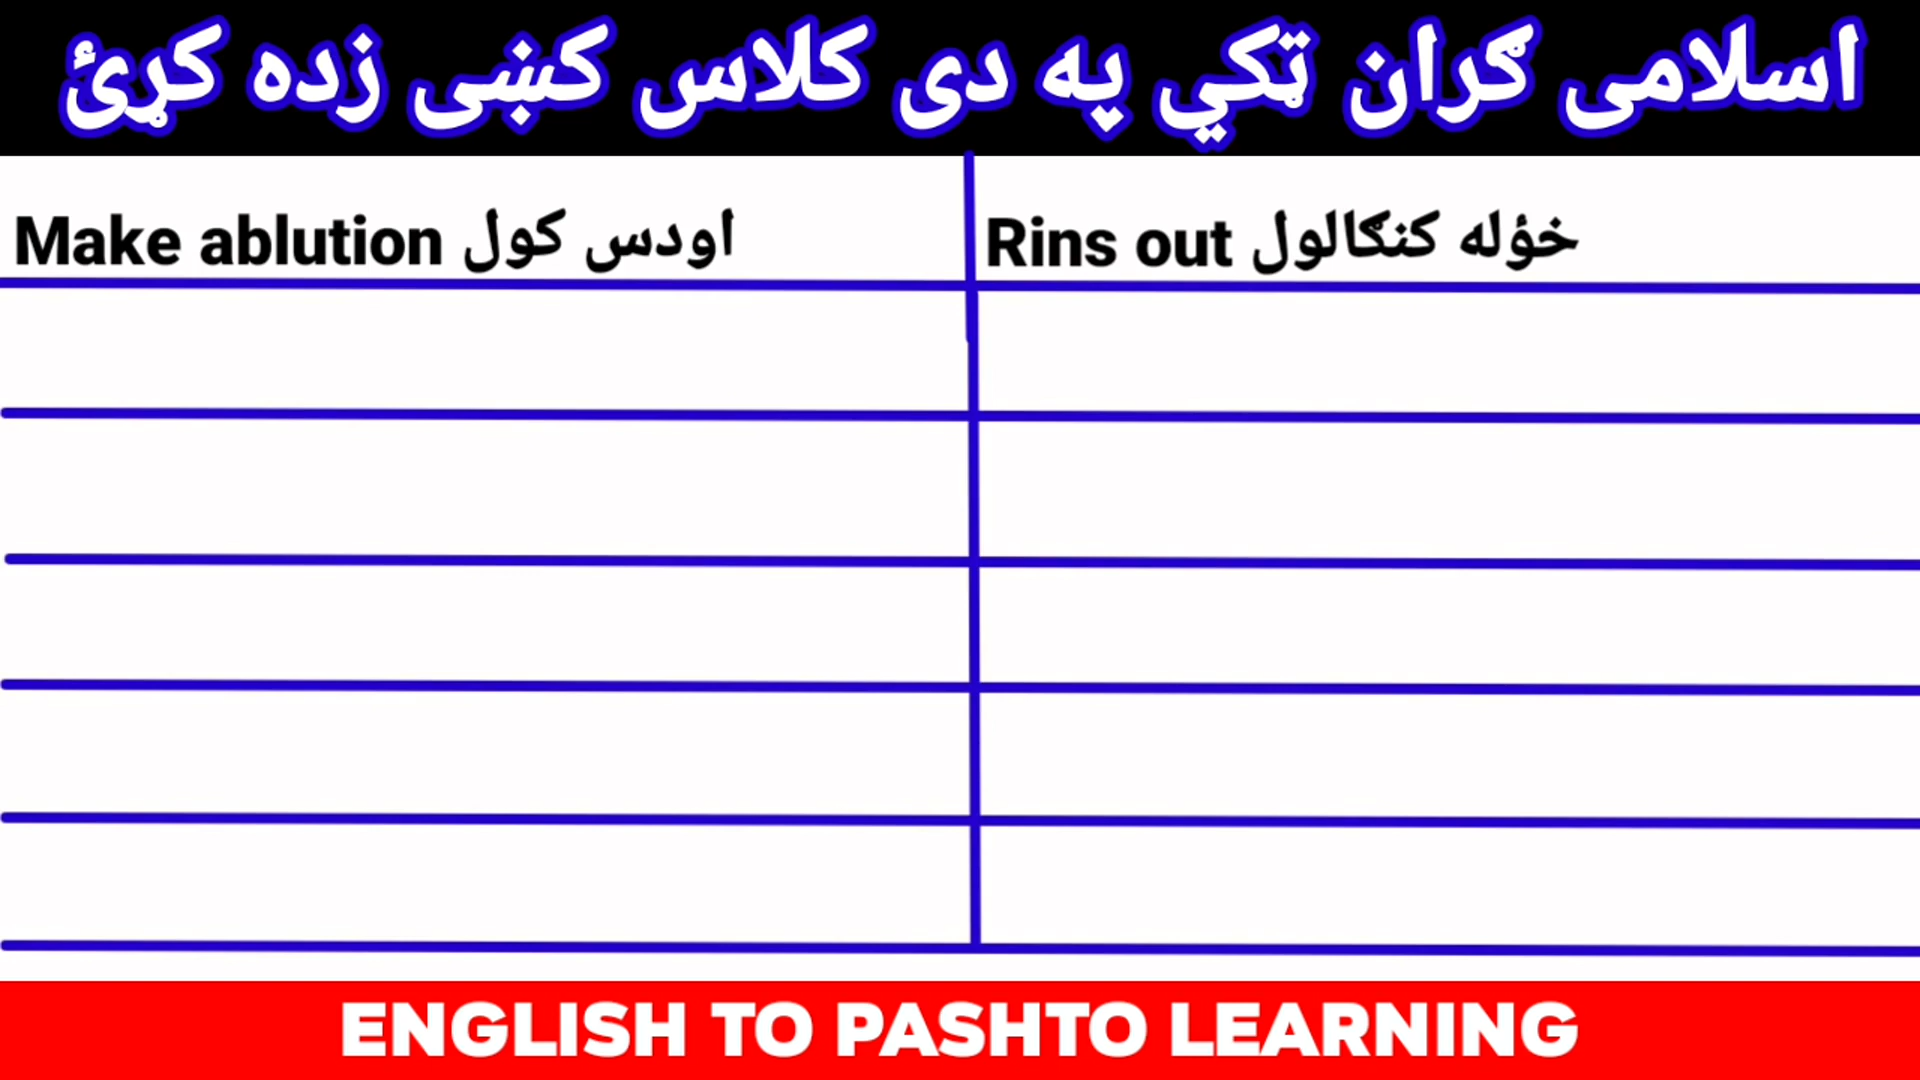 اسلامی ګران ټکي په دی کلاس کښی زده کړئ
Make ablution اودس کول
Rins out خؤله کنګالول
ENGLISH TO PASHTO LEARNING